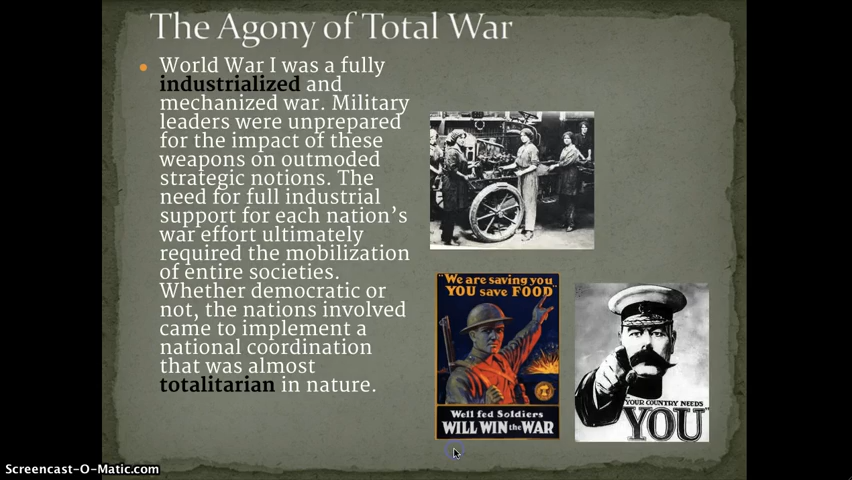 The Agony of Total War
World War I was a fully
industrialized and
mechanized war. Military
leaders were unprepared
for the impact of these
weapons on outmoded
strategic notions. The
need for full industrial
support for each nation's
war effort ultimately
required the mobilization
of entire societies.
Whether democratic or
not, the nations involved
came to implement a
national coordination
that was almost
totalitarian in nature.
"We are saving you
YOU save FOOD"
Well fed Soldiers
WILL WIN the WAR
"YOUR COUNTRY NEEDS
YOU"
Screencast-O-Matic.com